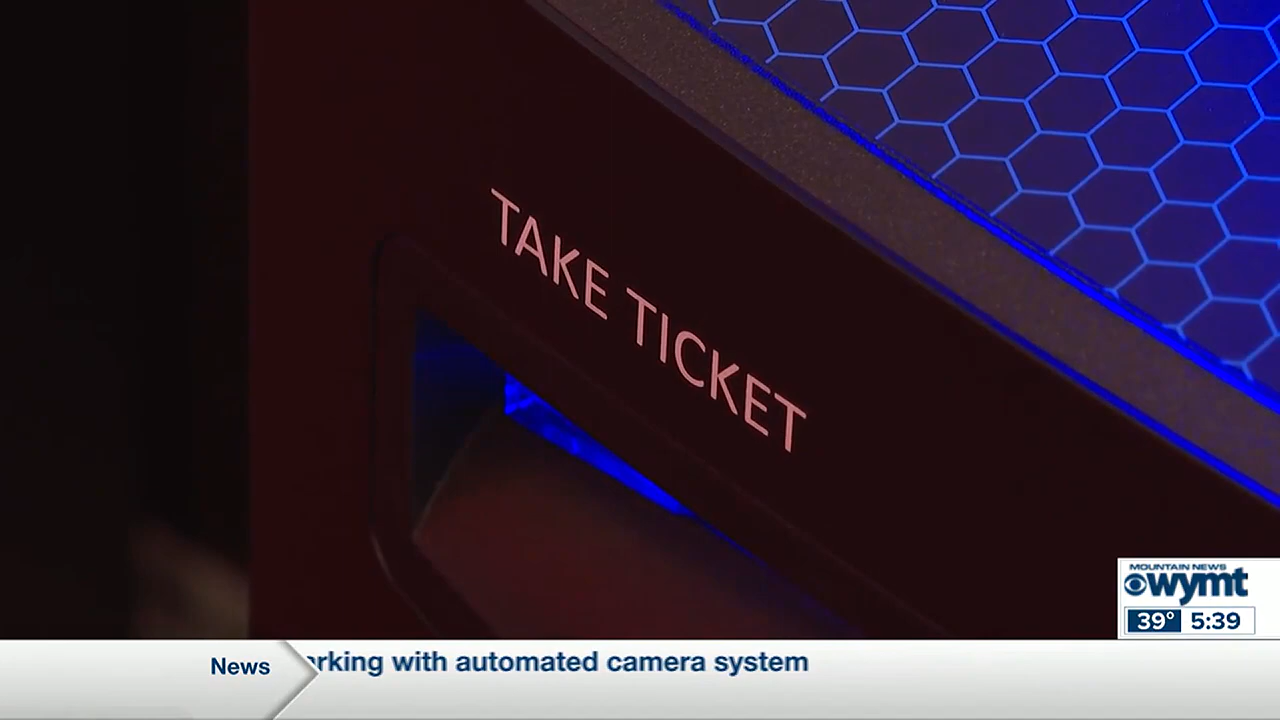 TAKE TICKET
MOUNTAIN NEWS
wymt
39° 5:39
News
rking with automated camera system